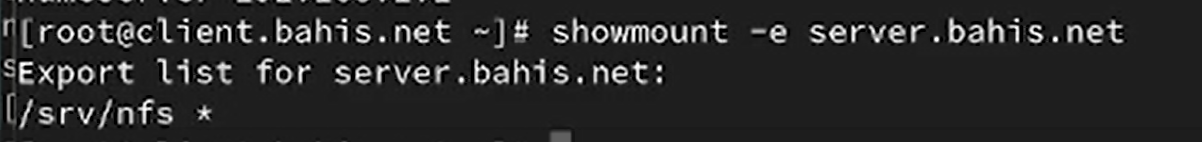 [root@client.bahis.net ~]# showmount -e server.bahis.net
Export list for server.bahis.net:
/srv/nfs *